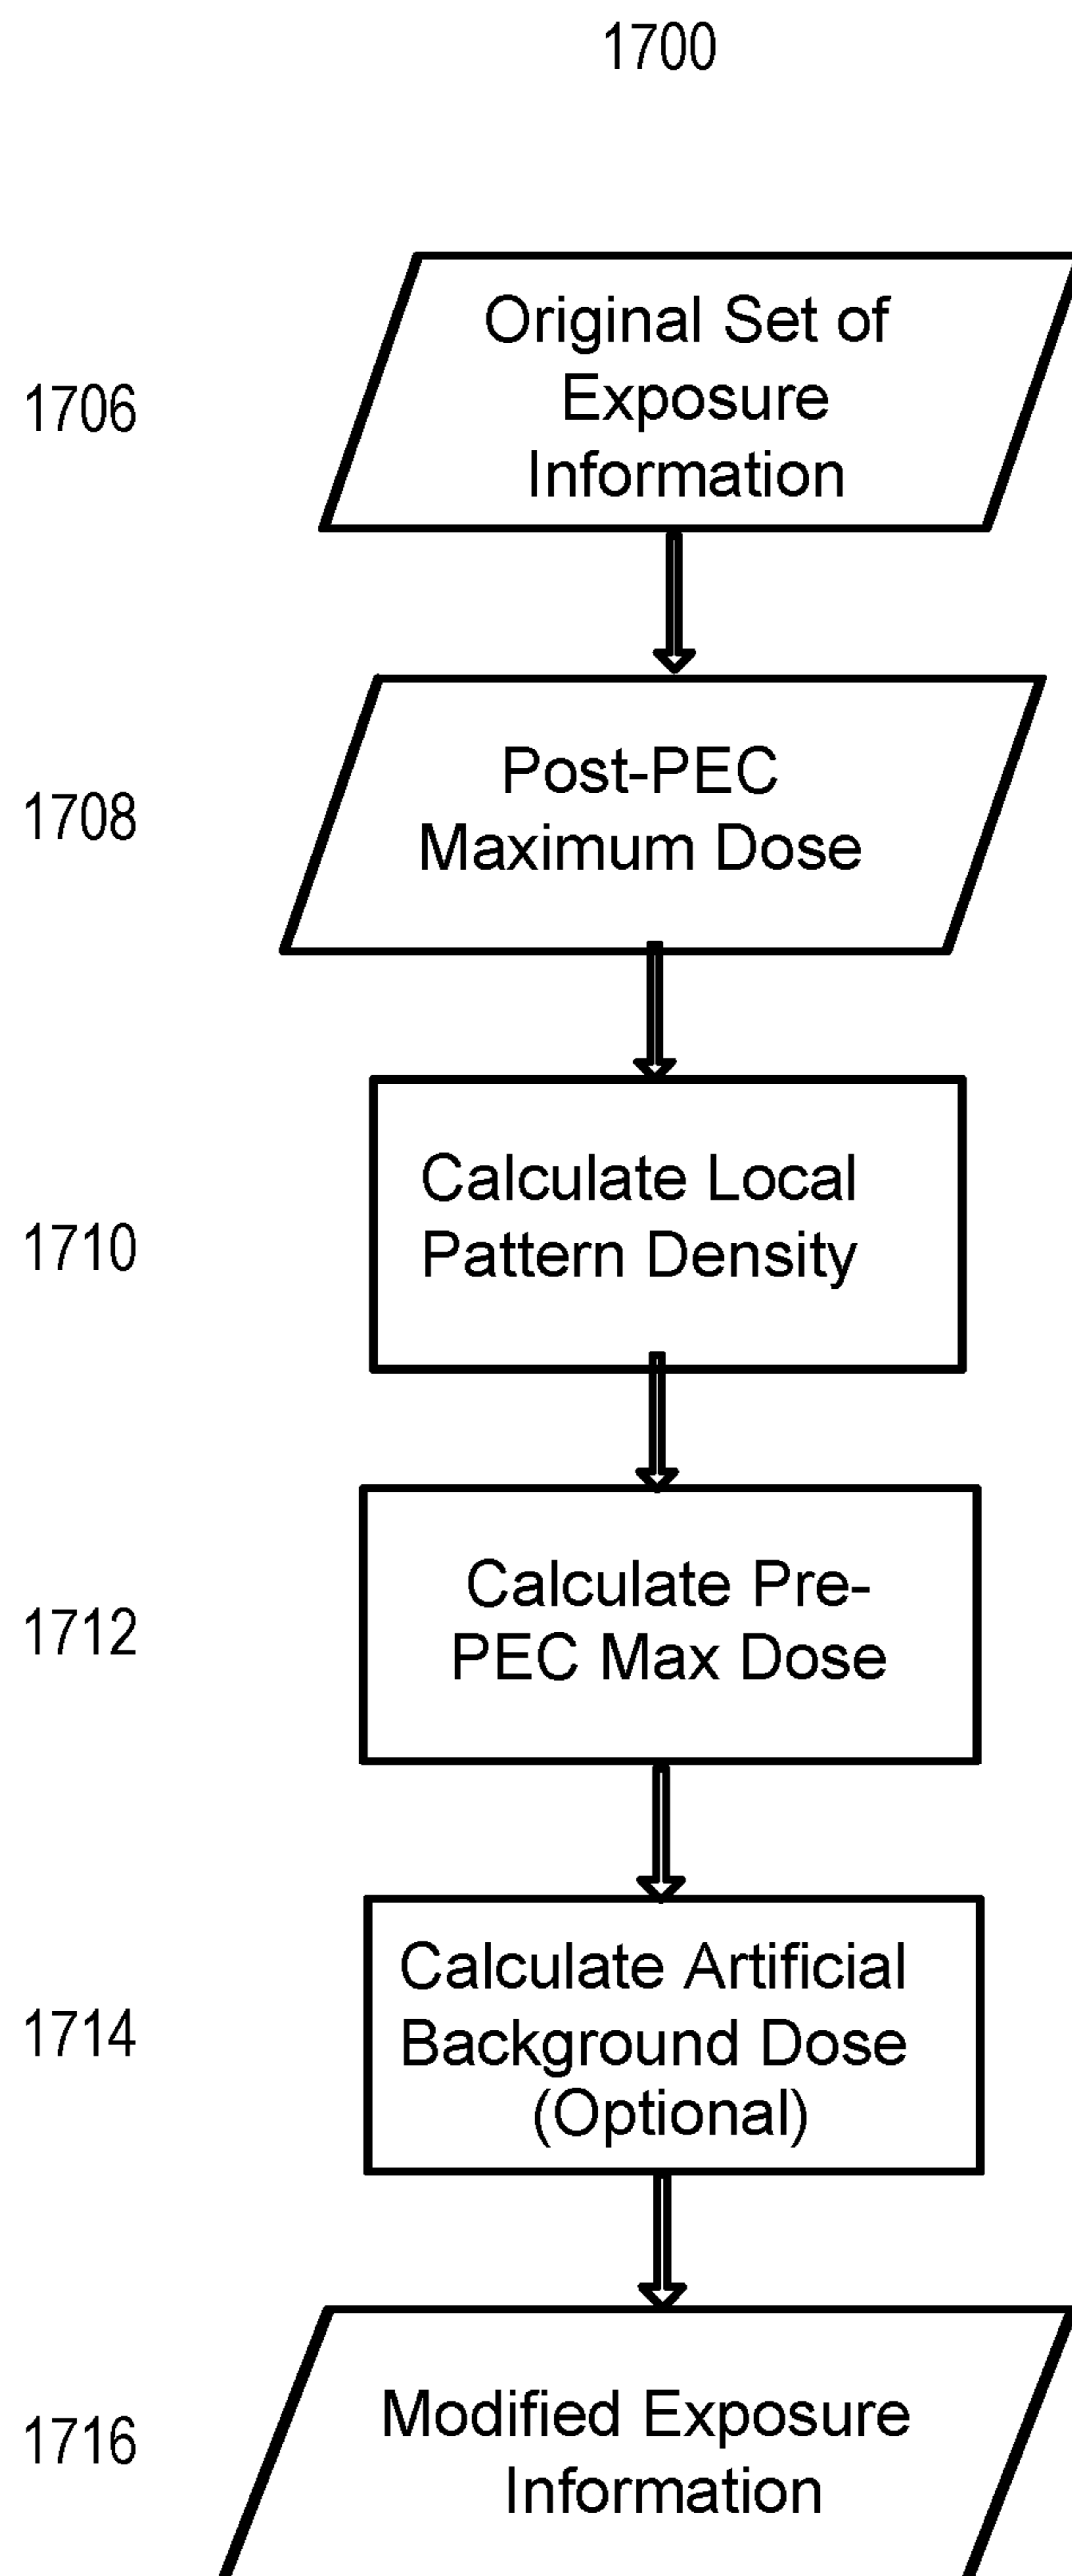 1700
Original Set of
Exposure
Information
1706
Post-PEC
Maximum Dose
1708
Calculate Local
Pattern Density
1710
Calculate Pre-
PEC Max Dose
1712
Calculate Artificial
Background Dose
(Optional)
1714
Modified Exposure
Information
1716